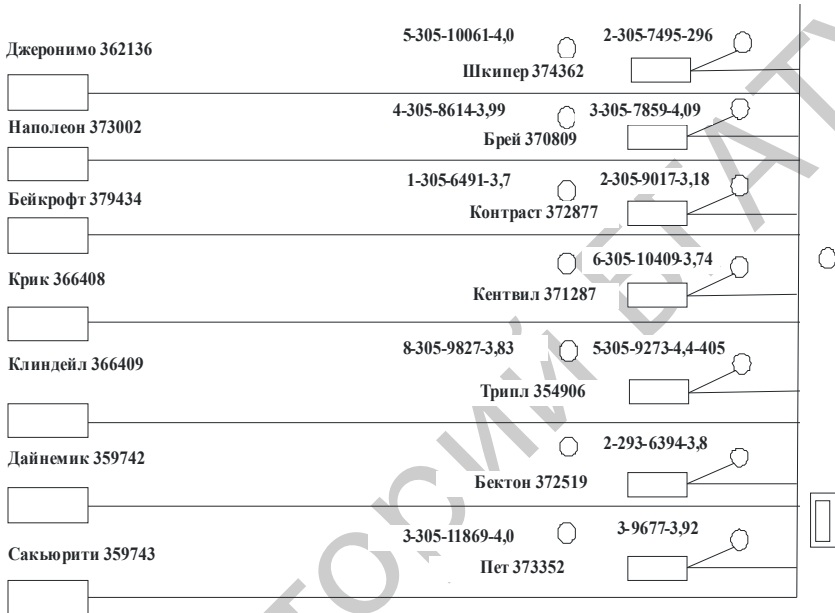 5-305-10061-4,0 2-305-7495-296
Джеронимо 362136
Шкипер 374362
4-305-8614-3,99 3-305-7859-4,09
Наполеон 373002
Брей 370809
1-305-6491-3,7 2-305-9017-3,18
Бейкрофт 379434
Контраст 372877
6-305-10409-3,74
Крик 366408
Кентвил 371287
8-305-9827-3,83 5-305-9273-4,4-405
Клиндейл 366409
Трипл 354906
2-293-6394-3,8
Дайнемик 359742
Бектон 372519
3-305-11869-4,0 3-9677-3,92
Сакьюрити 359743
Пет 373352